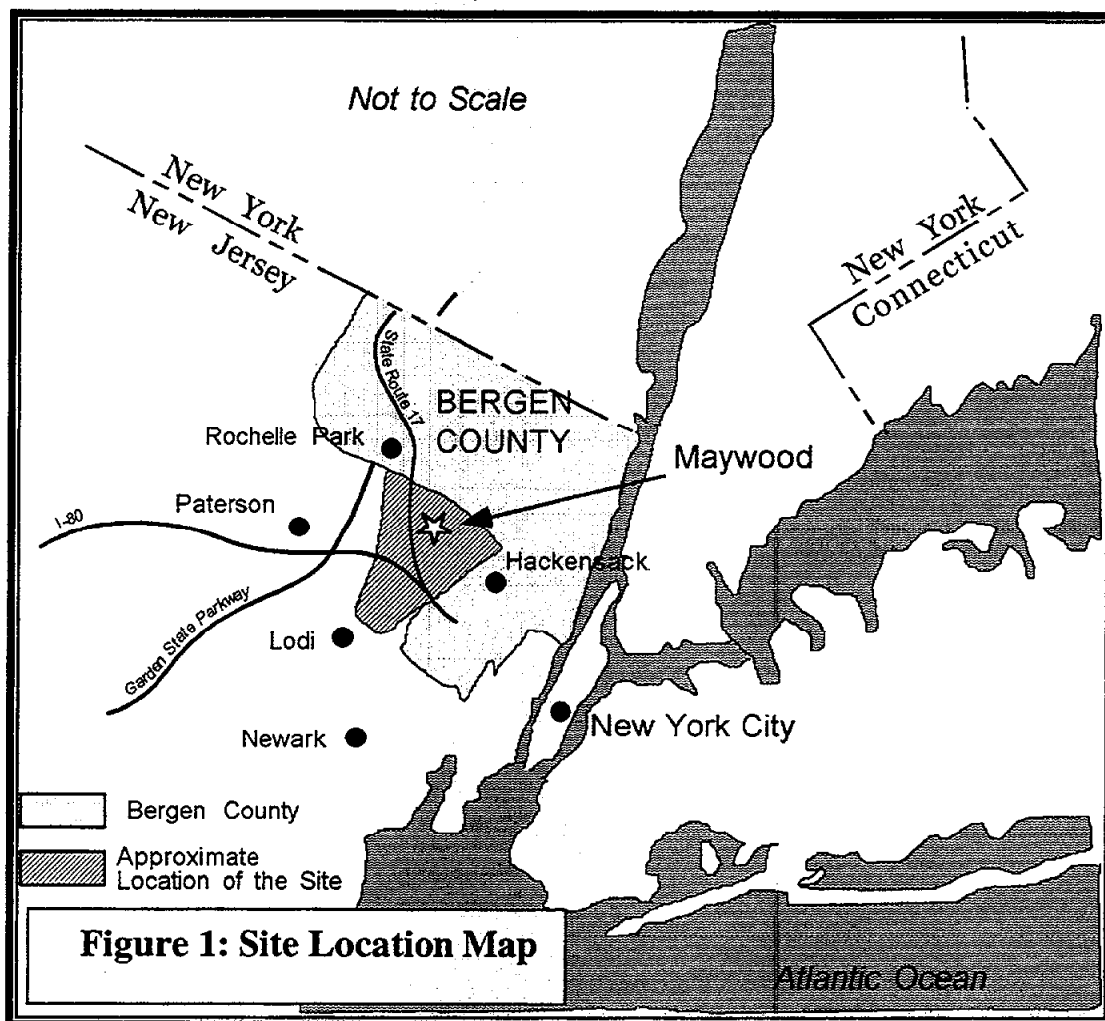 Not to Scale
New York
New Jersey
New York
Connecticut
State Route 17
BERGEN
COUNTY
Rochelle Park
Maywood
Paterson
I-80
Hackensack
Garden State Parkway
Lodi
New York City
Newark
Bergen County
Approximate
Location of the Site
Figure 1: Site Location Map
Atlantic Ocean